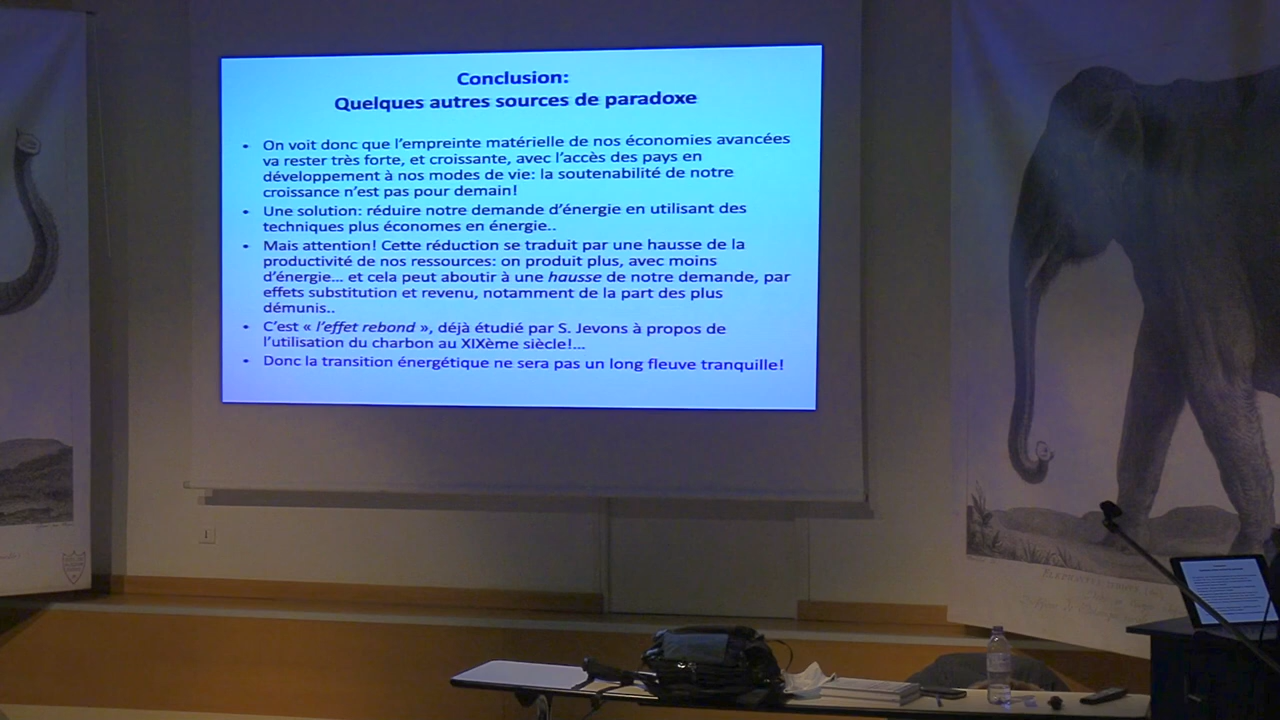 Conclusion:
Quelques autres sources de paradoxe
• On voit donc que l'empreinte matérielle de nos économies avancées
va rester très forte, et croissante, avec l'accès des pays en
développement à nos modes de vie: la soutenabilité de notre
croissance n'est pas pour demain!
• Une solution: réduire notre demande d'énergie en utilisant des
techniques plus économes en énergie..
• Mais attention! Cette réduction se traduit par une hausse de la
productivité de nos ressources: on produit plus, avec moins
d'énergie... et cela peut aboutir à une hausse de notre demande, par
effets substitution et revenu, notamment de la part des plus
démunis..
• C'est « l'effet rebond », déjà étudié par S. Jevons à propos de
l'utilisation du charbon au XIXème siècle!...
• Donc la transition énergétique ne sera pas un long fleuve tranquille!